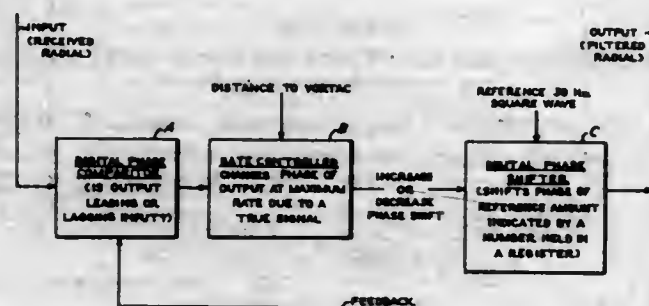 INPUT
(RECEIVED
RADIAL)
OUTPUT
(FILTERED
RADIAL)
DISTANCE TO VORTAC
REFERENCE 30 Hz
SQUARE WAVE
A
DIGITAL PHASE
COMPARITOR
(IS OUTPUT
LEADING OR
LAGGING INPUT?)
B
RATE CONTROLLER
CHANGES PHASE OF
OUTPUT AT MAXIMUM
RATE DUE TO A
TRUE SIGNAL
INCREASE
OR
DECREASE
PHASE SHIFT
C
DIGITAL PHASE
SHIFTER
(SHIFTS PHASE OF
REFERENCE AMOUNT
INDICATED BY A
NUMBER HELD IN
A REGISTER)
FEEDBACK